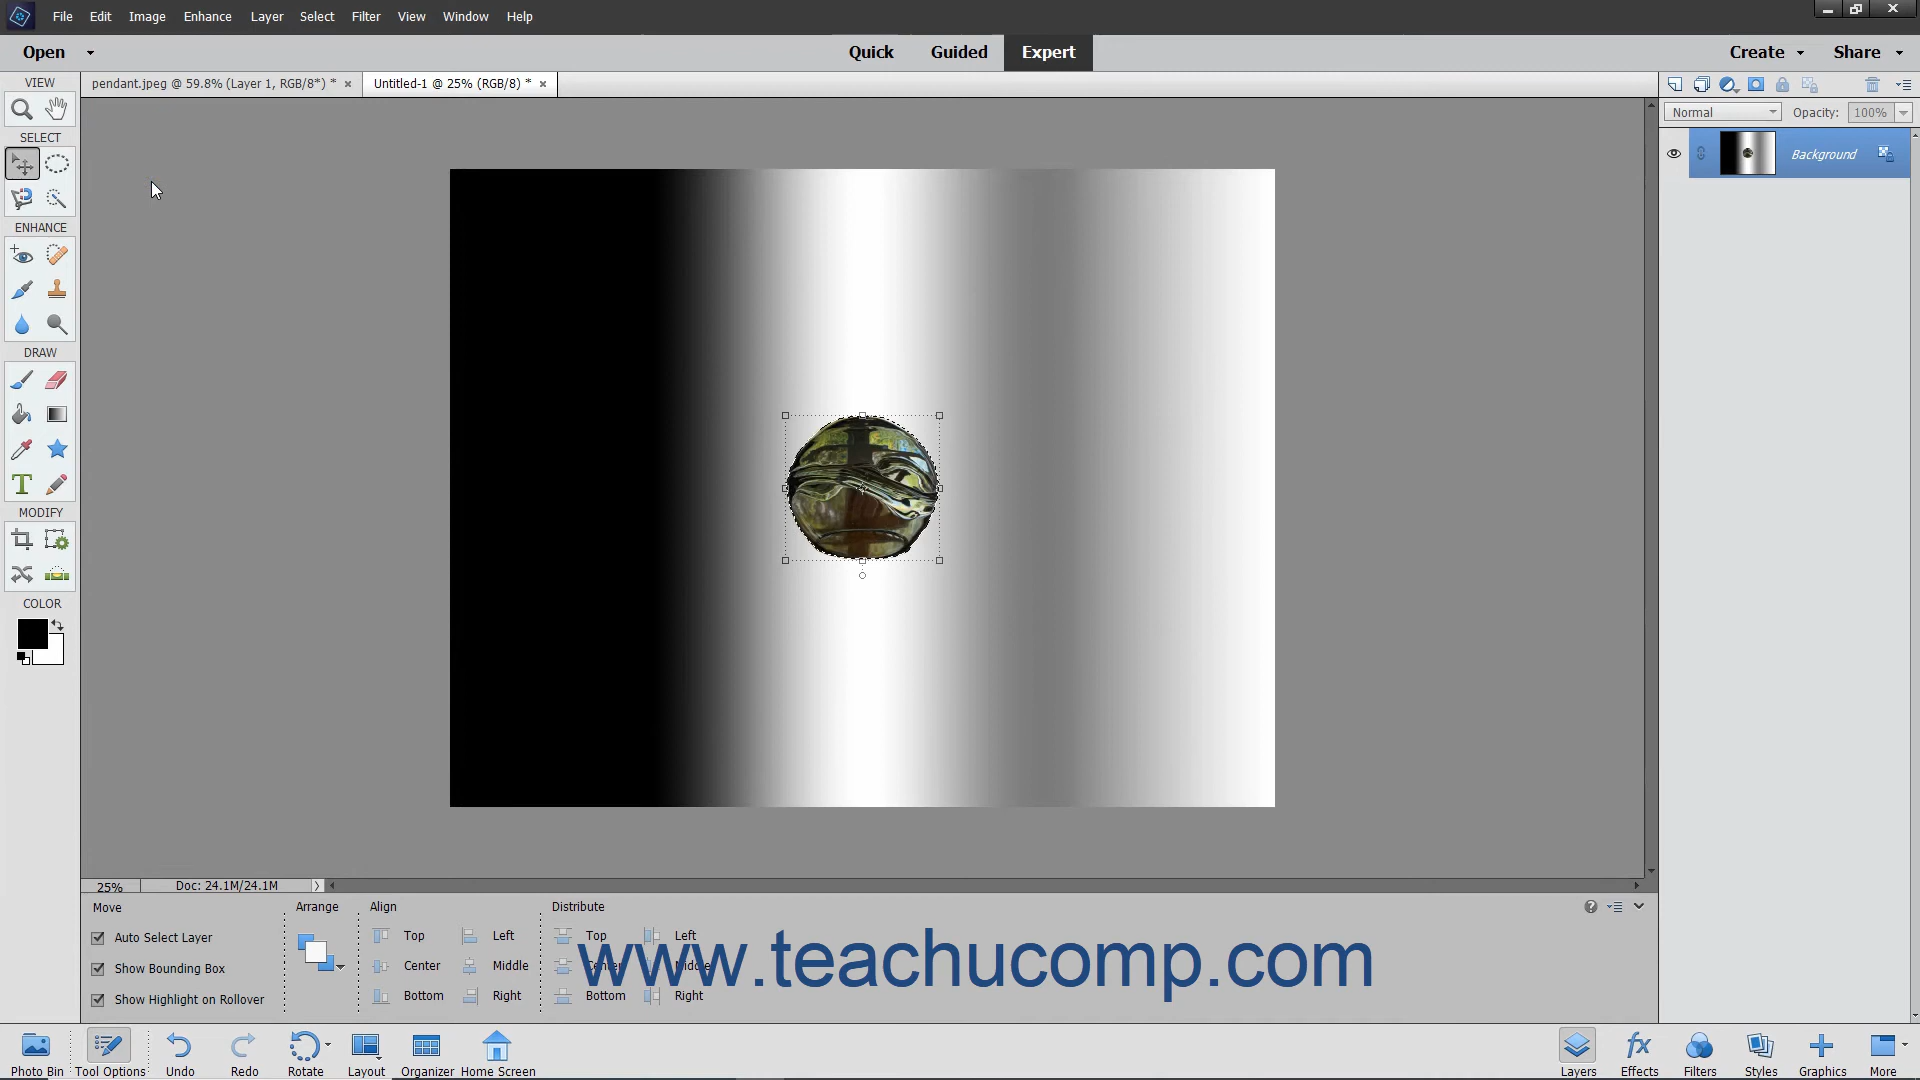 File Edit Image Enhance Layer Select Filter View Window Help
Open Quick Guided Expert Create Share
VIEW pendant.jpeg @ 59.8% (Layer 1, RGB/8*) * × Untitled-1 @ 25% (RGB/8) * ×
Normal Opacity: 100%
SELECT
Background
ENHANCE
DRAW
T
MODIFY
COLOR
25% Doc: 24.1M/24.1M
Move Arrange Align Distribute
Auto Select Layer Top Left Top Left
Show Bounding Box Center Middle Center Middle
Show Highlight on Rollover Bottom Right Bottom Right
www.teachucomp.com
Photo Bin Tool Options Undo Redo Rotate Layout Organizer Home Screen fx Layers Effects Filters Styles Graphics More